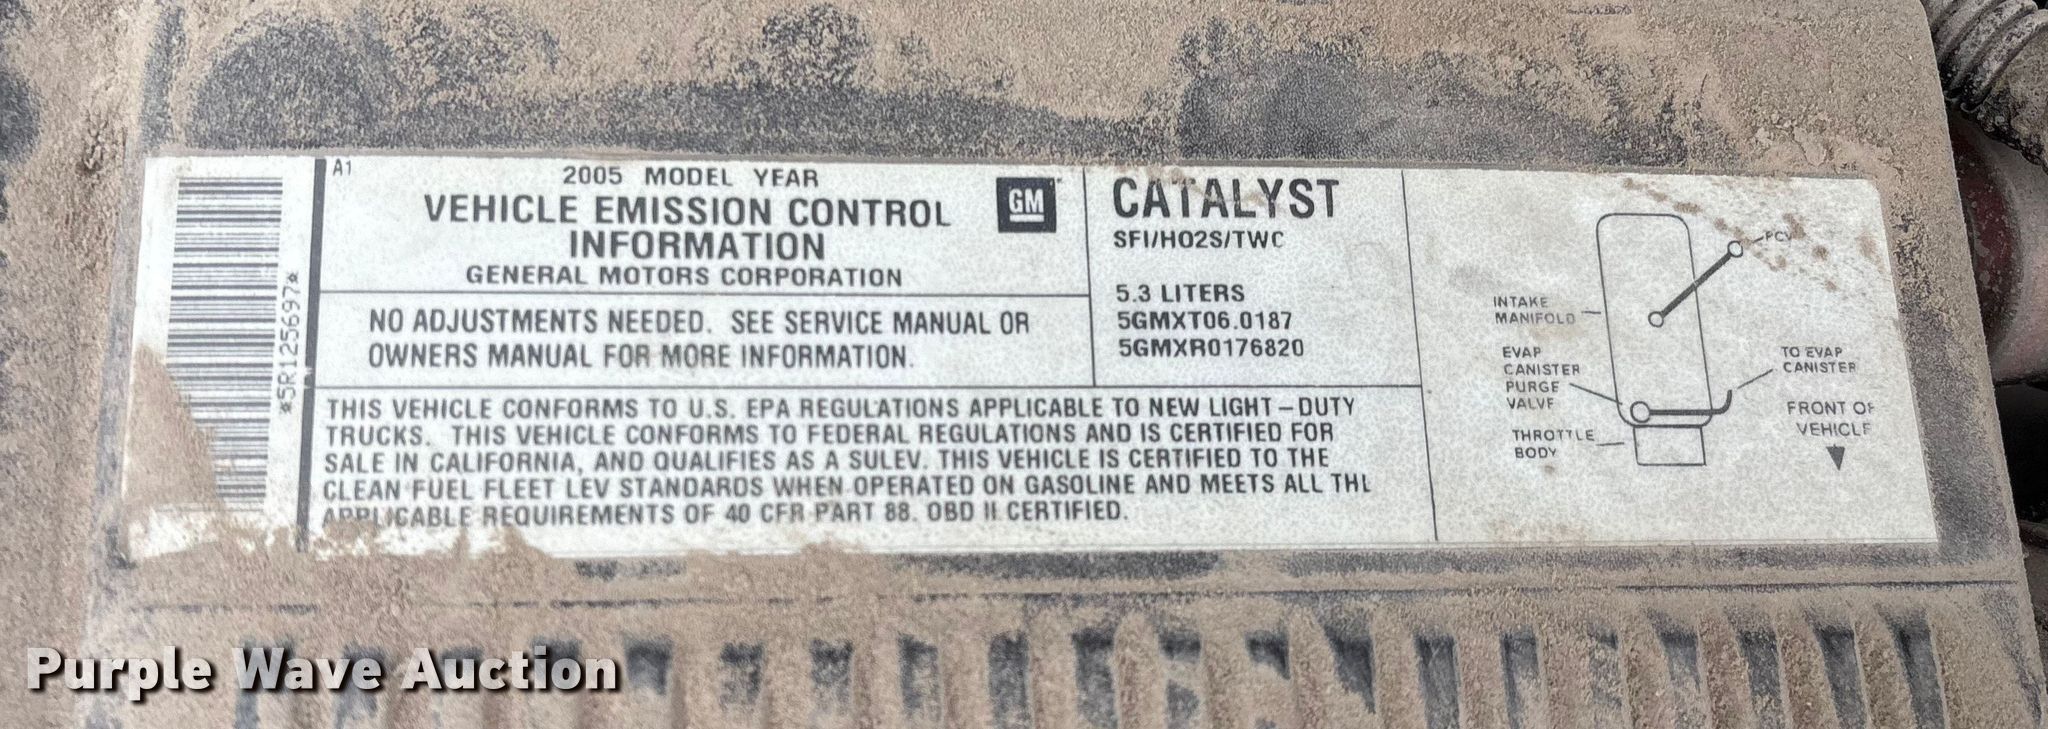 A1
2005 MODEL YEAR
VEHICLE EMISSION CONTROL
INFORMATION
GENERAL MOTORS CORPORATION
GM
NO ADJUSTMENTS NEEDED. SEE SERVICE MANUAL OR
OWNERS MANUAL FOR MORE INFORMATION.
CATALYST
SFI/HO2S/TWC
5.3 LITERS
5GMXT06.0187
5GMXR0176820
*5R1256697*
THIS VEHICLE CONFORMS TO U.S. EPA REGULATIONS APPLICABLE TO NEW LIGHT-DUTY
TRUCKS. THIS VEHICLE CONFORMS TO FEDERAL REGULATIONS AND IS CERTIFIED FOR
SALE IN CALIFORNIA, AND QUALIFIES AS A SULEV. THIS VEHICLE IS CERTIFIED TO THE
CLEAN FUEL FLEET LEV STANDARDS WHEN OPERATED ON GASOLINE AND MEETS ALL THE
APPLICABLE REQUIREMENTS OF 40 CFR PART 88. OBD II CERTIFIED.
PCV
INTAKE
MANIFOLD
EVAP
CANISTER
PURGE
VALVE
THROTTLE
BODY
TO EVAP
CANISTER
FRONT OF
VEHICLE
Purple Wave Auction